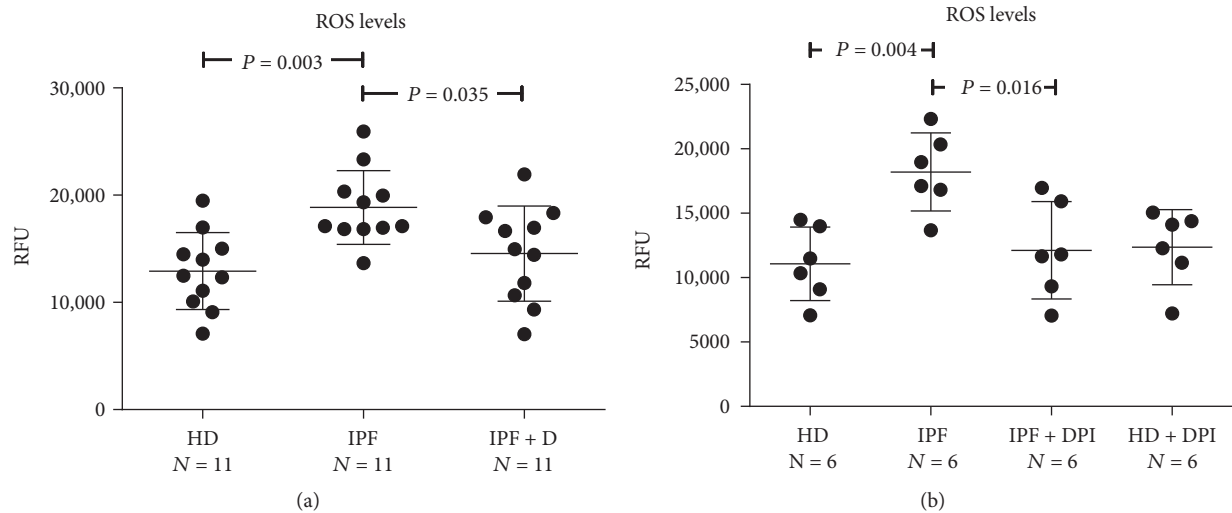 ROS levels
P = 0.003
P = 0.035
30,000
20,000
10,000
0
RFU
HD
N = 11
IPF
N = 11
IPF + D
N = 11
(a)
ROS levels
P = 0.004
P = 0.016
25,000
20,000
15,000
10,000
5000
0
RFU
HD
N = 6
IPF
N = 6
IPF + DPI
N = 6
HD + DPI
N = 6
(b)